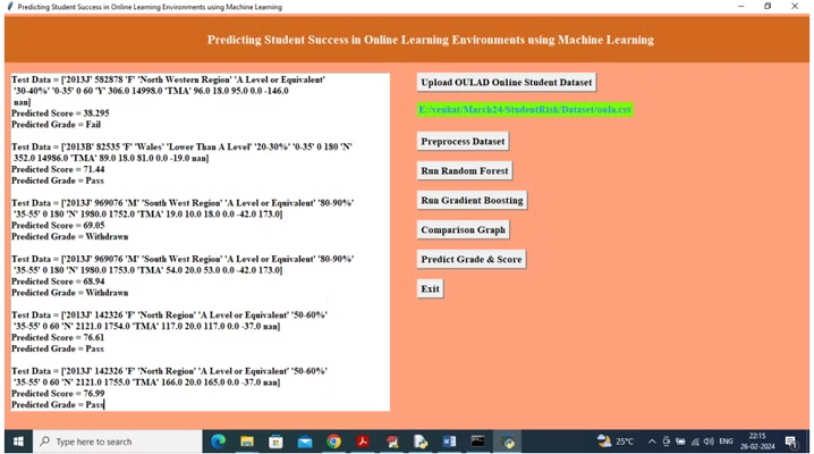 Predicting Student Success in Online Learning Environments using Machine Learning
Predicting Student Success in Online Learning Environments using Machine Learning
Test Data = ['2013J' 582878 'F' 'North Western Region' 'A Level or Equivalent'
'30-40%' '0-35' 0 60 'Y' 306.0 14998.0 'TMA' 96.0 18.0 95.0 0.0 -146.0
nan]
Predicted Score = 38.295
Predicted Grade = Fail
Test Data = ['2013B' 82535 'F' 'Wales' 'Lower Than A Level' '20-30%' '0-35' 0 180 'N'
352.0 14986.0 'TMA' 89.0 18.0 81.0 0.0 -19.0 nan]
Predicted Score = 71.44
Predicted Grade = Pass
Test Data = ['2013J' 969076 'M' 'South West Region' 'A Level or Equivalent' '80-90%'
'35-55' 0 180 'N' 1980.0 1752.0 'TMA' 19.0 10.0 18.0 0.0 -42.0 173.0]
Predicted Score = 69.05
Predicted Grade = Withdrawn
Test Data = ['2013J' 969076 'M' 'South West Region' 'A Level or Equivalent' '80-90%'
'35-55' 0 180 'N' 1980.0 1753.0 'TMA' 54.0 20.0 53.0 0.0 -42.0 173.0]
Predicted Score = 68.94
Predicted Grade = Withdrawn
Test Data = ['2013J' 142326 'F' 'North Region' 'A Level or Equivalent' '50-60%'
'35-55' 0 60 'N' 2121.0 1754.0 'TMA' 117.0 20.0 117.0 0.0 -37.0 nan]
Predicted Score = 76.61
Predicted Grade = Pass
Test Data = ['2013J' 142326 'F' 'North Region' 'A Level or Equivalent' '50-60%'
'35-55' 0 60 'N' 2121.0 1755.0 'TMA' 166.0 20.0 165.0 0.0 -37.0 nan]
Predicted Score = 76.99
Predicted Grade = Pass
Upload OULAD Online Student Dataset
E:/venkat/March24/StudentRisk/Dataset/oula.csv
Preprocess Dataset
Run Random Forest
Run Gradient Boosting
Comparison Graph
Predict Grade & Score
Exit
Type here to search
25°C
ENG
22:15
26-02-2024